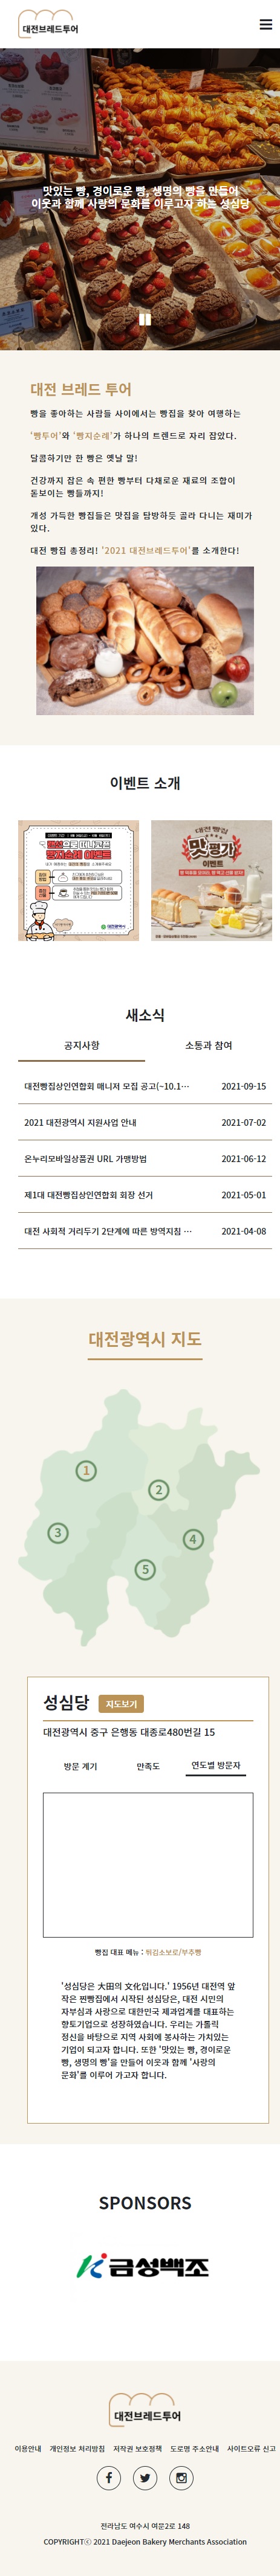 대전브레드투어
맛있는 빵, 경이로운 빵, 생명의 빵을 만들어
이웃과 함께 사랑의 문화를 이루고자 하는 성심당
대전 브레드 투어
빵을 좋아하는 사람들 사이에서는 빵집을 찾아 여행하는
'빵투어'와 '빵지순례'가 하나의 트렌드로 자리 잡았다.
달콤하기만 한 빵은 옛날 말!
건강까지 잡은 속 편한 빵부터 다채로운 재료의 조합이
돋보이는 빵들까지!
개성 가득한 빵집들은 맛집을 탐방하듯 골라 다니는 재미가
있다.
대전 빵집 총정리! '2021 대전브레드투어'를 소개한다!
이벤트 소개
빵지순례 이벤트
대전광역시
대전 빵집
맛평가
이벤트
새소식
공지사항 소통과 참여
대전빵집상인연합회 매니저 모집 공고(~10.1… 2021-09-15
2021 대전광역시 지원사업 안내 2021-07-02
온누리모바일상품권 URL 가맹방법 2021-06-12
제1대 대전빵집상인연합회 회장 선거 2021-05-01
대전 사회적 거리두기 2단계에 따른 방역지침 … 2021-04-08
대전광역시 지도
1
2
3
4
5
성심당 지도보기
대전광역시 중구 은행동 대종로480번길 15
방문 계기 만족도 연도별 방문자
빵집 대표 메뉴 : 튀김소보로/부추빵
'성심당은 大田의 文化입니다.' 1956년 대전역 앞
작은 찐빵집에서 시작된 성심당은, 대전 시민의
자부심과 사랑으로 대한민국 제과업계를 대표하는
향토기업으로 성장하였습니다. 우리는 가톨릭
정신을 바탕으로 지역 사회에 봉사하는 가치있는
기업이 되고자 합니다. 또한 '맛있는 빵, 경이로운
빵, 생명의 빵'을 만들어 이웃과 함께 '사랑의
문화'를 이루어 가고자 합니다.
SPONSORS
금성백조
대전브레드투어
이용안내 개인정보 처리방침 저작권 보호정책 도로명 주소안내 사이트오류 신고
전라남도 여수시 여문2로 148
COPYRIGHTⓒ 2021 Daejeon Bakery Merchants Association